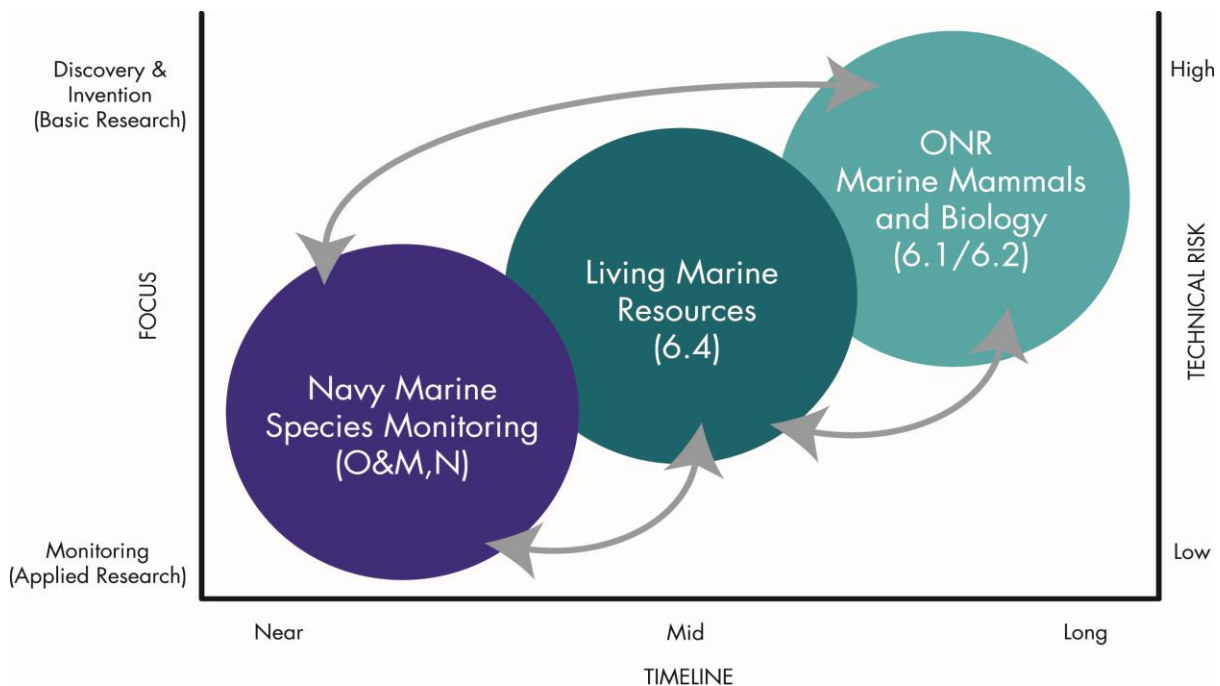 Discovery &
Invention
(Basic Research)
FOCUS
Monitoring
(Applied Research)
High
TECHNICAL RISK
Low
ONR
Marine Mammals
and Biology
(6.1/6.2)
Living Marine
Resources
(6.4)
Navy Marine
Species Monitoring
(O&M,N)
Near
Mid
Long
TIMELINE